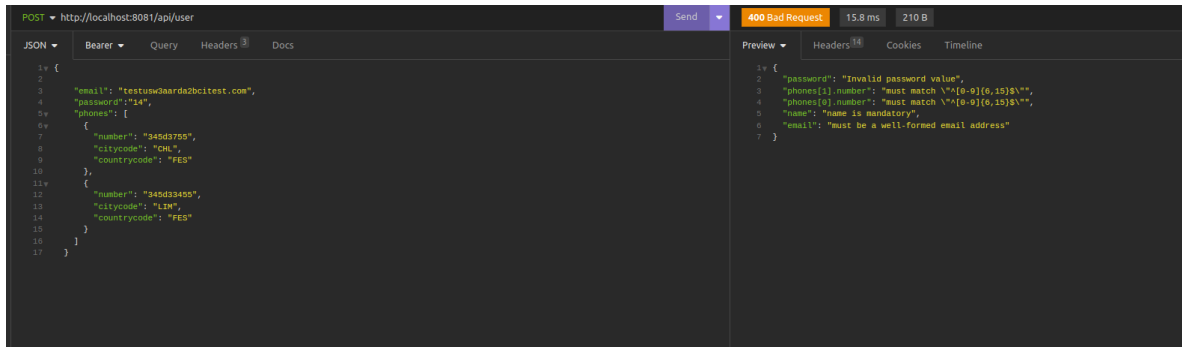 POST http://localhost:8081/api/user
Send
400 Bad Request 15.8 ms 210 B
JSON Bearer Query Headers 3 Docs
Preview Headers 14 Cookies Timeline
1 {
2
3 "email": "testusw3aarda2bcitest.com",
4 "password":"14",
5 "phones": [
6 {
7 "number": "345d3755",
8 "citycode": "CHL",
9 "countrycode": "FES"
10 },
11 {
12 "number": "345d33455",
13 "citycode": "LIM",
14 "countrycode": "FES"
15 }
16 ]
17 }
1 {
2 "password": "Invalid password value",
3 "phones[1].number": "must match \"^[0-9]{6,15}$\"",
4 "phones[0].number": "must match \"^[0-9]{6,15}$\"",
5 "name": "name is mandatory",
6 "email": "must be a well-formed email address"
7 }